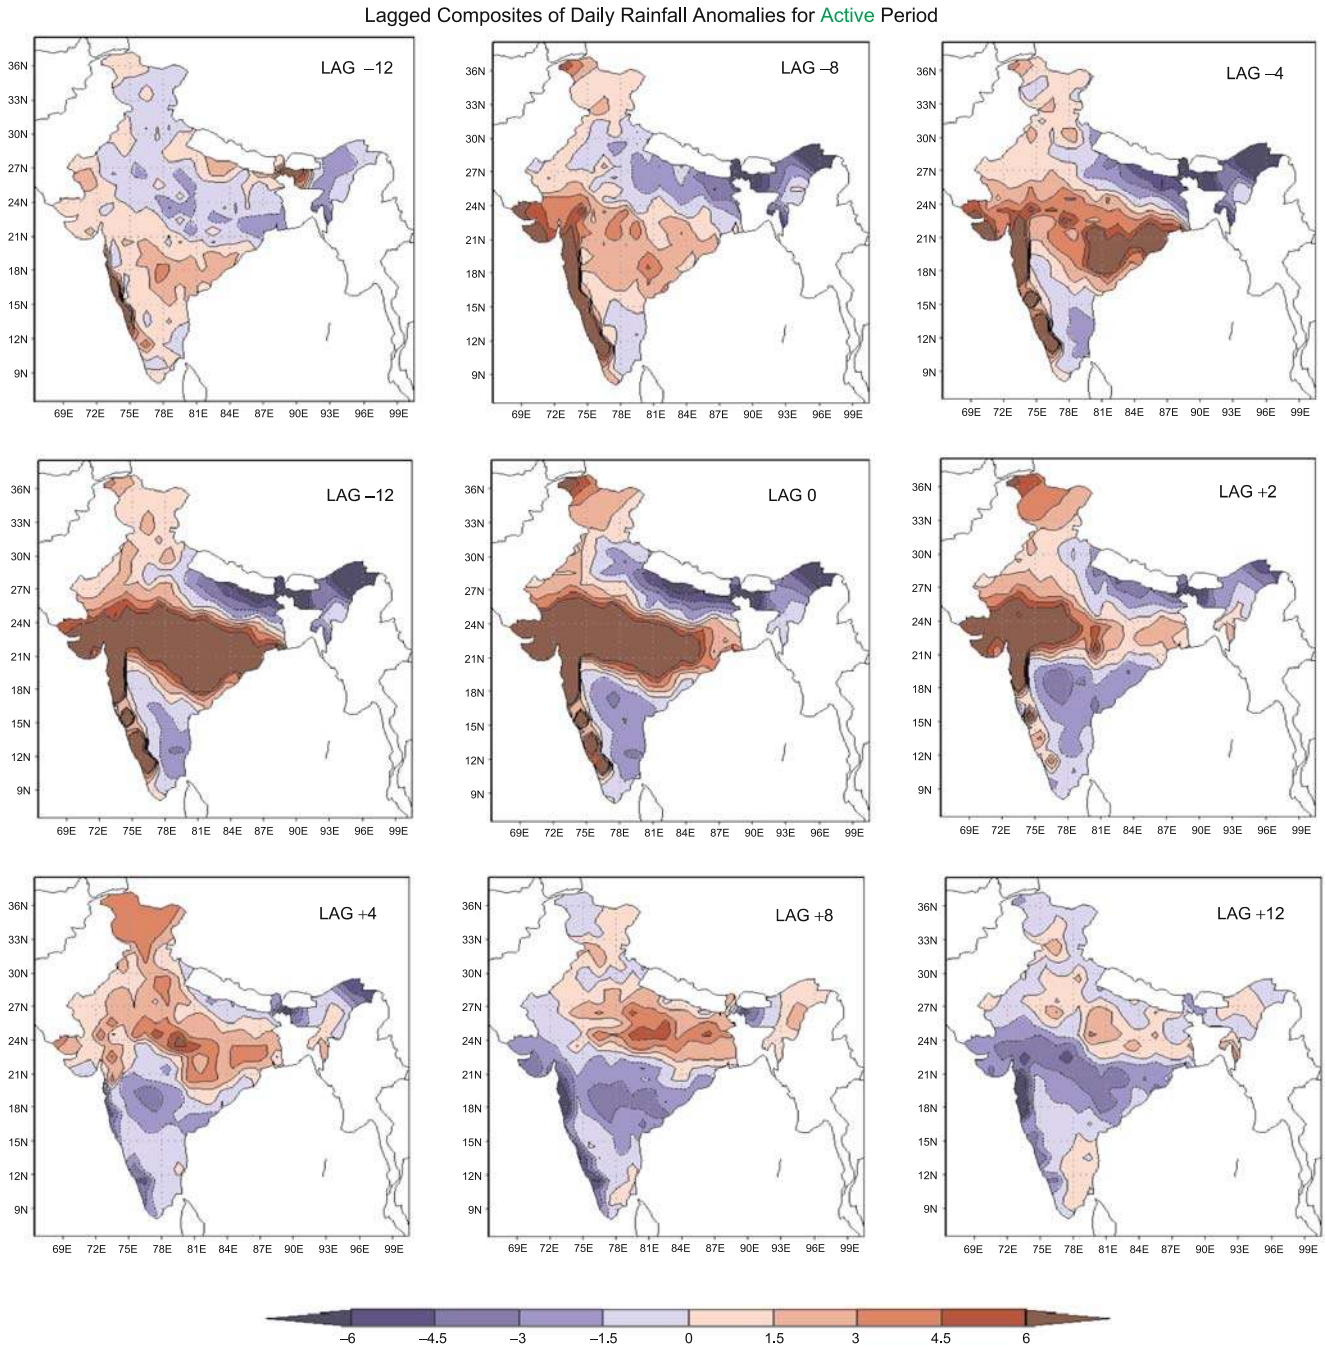 Lagged Composites of Daily Rainfall Anomalies for Active Period
LAG –12
36N
33N
30N
27N
24N
21N
18N
15N
12N
9N
69E 72E 75E 78E 81E 84E 87E 90E 93E 96E 99E
LAG –8
36N
33N
30N
27N
24N
21N
18N
15N
12N
9N
69E 72E 75E 78E 81E 84E 87E 90E 93E 96E 99E
LAG –4
36N
33N
30N
27N
24N
21N
18N
15N
12N
9N
69E 72E 75E 78E 81E 84E 87E 90E 93E 96E 99E
LAG –12
36N
33N
30N
27N
24N
21N
18N
15N
12N
9N
69E 72E 75E 78E 81E 84E 87E 90E 93E 96E 99E
LAG 0
36N
33N
30N
27N
24N
21N
18N
15N
12N
9N
69E 72E 75E 78E 81E 84E 87E 90E 93E 96E 99E
LAG +2
36N
33N
30N
27N
24N
21N
18N
15N
12N
9N
69E 72E 75E 78E 81E 84E 87E 90E 93E 96E 99E
LAG +4
36N
33N
30N
27N
24N
21N
18N
15N
12N
9N
69E 72E 75E 78E 81E 84E 87E 90E 93E 96E 99E
LAG +8
36N
33N
30N
27N
24N
21N
18N
15N
12N
9N
69E 72E 75E 78E 81E 84E 87E 90E 93E 96E 99E
LAG +12
36N
33N
30N
27N
24N
21N
18N
15N
12N
9N
69E 72E 75E 78E 81E 84E 87E 90E 93E 96E 99E
–6 –4.5 –3 –1.5 0 1.5 3 4.5 6